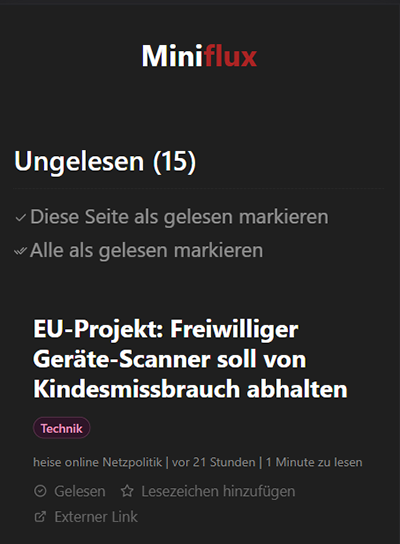 Miniflux
Ungelesen (15)
Diese Seite als gelesen markieren
Alle als gelesen markieren
EU-Projekt: Freiwilliger
Geräte-Scanner soll von
Kindesmissbrauch abhalten
Technik
heise online Netzpolitik | vor 21 Stunden | 1 Minute zu lesen
Gelesen Lesezeichen hinzufügen
Externer Link